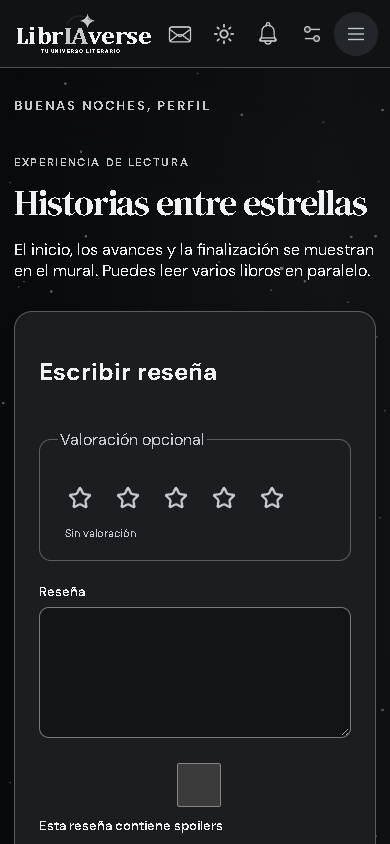 LibrIAverse
TU UNIVERSO LITERARIO
BUENAS NOCHES, PERFIL
EXPERIENCIA DE LECTURA
Historias entre estrellas
El inicio, los avances y la finalización se muestran
en el mural. Puedes leer varios libros en paralelo.
Escribir reseña
Valoración opcional
Sin valoración
Reseña
Esta reseña contiene spoilers